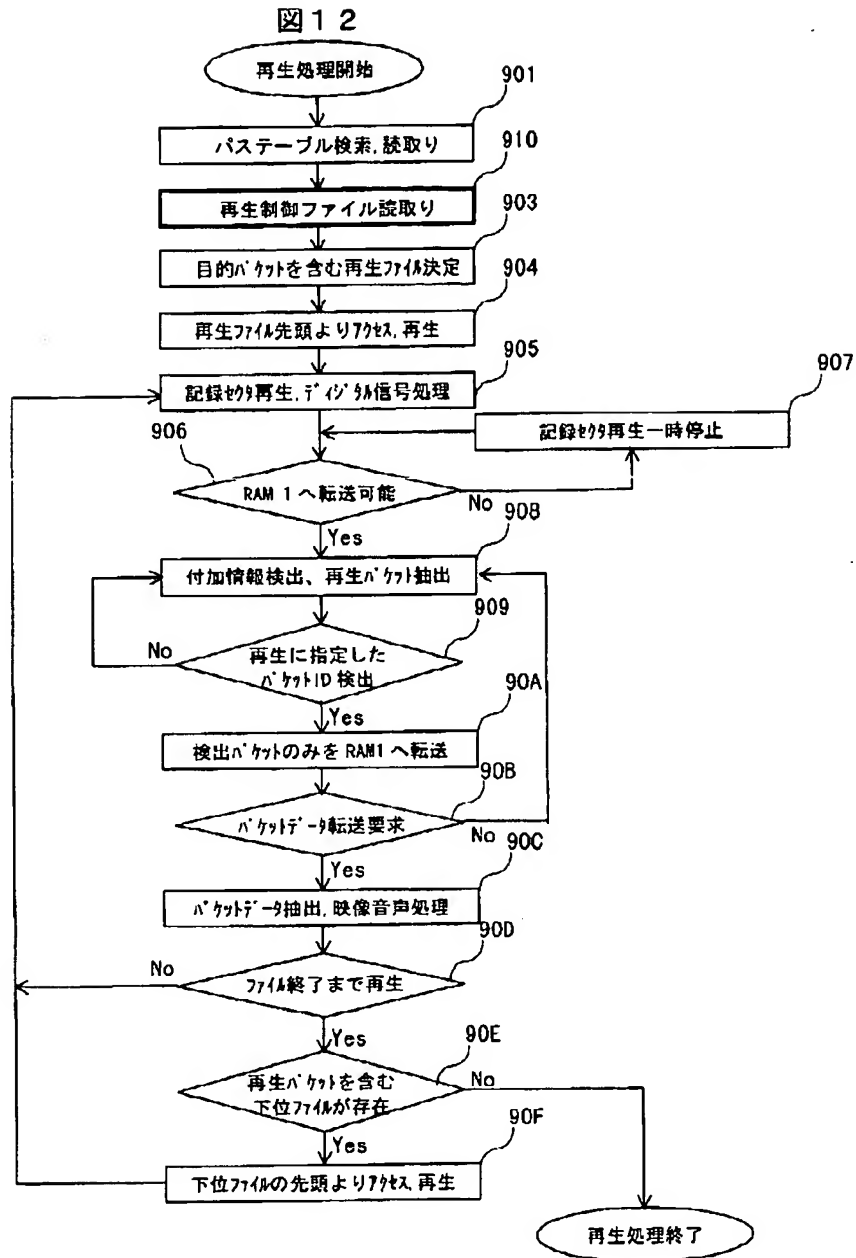 図12
再生処理開始
901
パステーブル検索,読取り
910
再生制御ファイル読取り
903
目的パケットを含む再生ファイル決定
904
再生ファイル先頭よりアクセス,再生
905
記録セクタ再生,ディジタル信号処理
907
記録セクタ再生一時停止
906
RAM 1へ転送可能
No
Yes
908
付加情報検出、再生パケット抽出
909
再生に指定した
パケットID検出
No
Yes
90A
検出パケットのみをRAM1へ転送
90B
パケットデータ転送要求
No
Yes
90C
パケットデータ抽出,映像音声処理
90D
ファイル終了まで再生
No
Yes
90E
再生パケットを含む
下位ファイルが存在
No
Yes
90F
下位ファイルの先頭よりアクセス,再生
再生処理終了